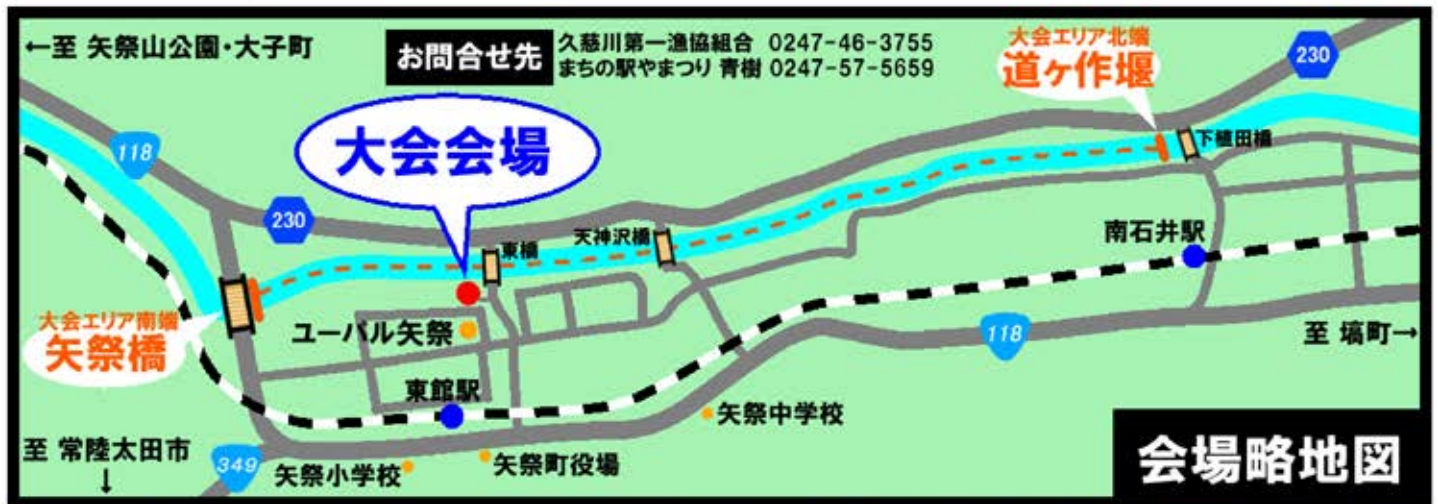 ←至 矢祭山公園・大子町
お問合せ先
久慈川第一漁協組合 0247-46-3755
まちの駅やまつり 青樹 0247-57-5659
大会エリア北端
道ヶ作堰
230
118
大会会場
下植田橋
230
東橋
天神沢橋
南石井駅
大会エリア南端
矢祭橋
ユーパル矢祭
118
至 塙町→
東館駅
矢祭中学校
至 常陸太田市
↓
349
矢祭小学校
矢祭町役場
会場略地図